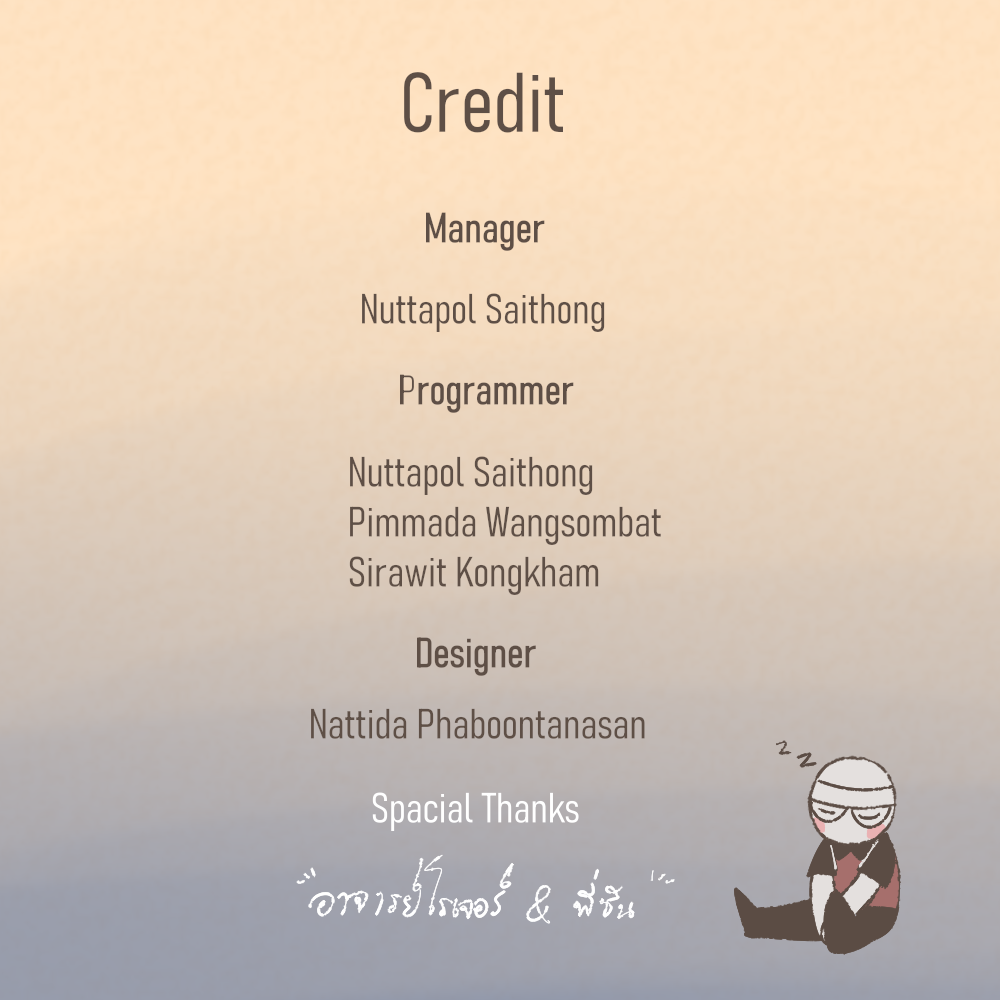 Credit
Manager
Nuttapol Saithong
Programmer
Nuttapol Saithong
Pimmada Wangsombat
Sirawit Kongkham
Designer
Nattida Phaboontanasan
z z
Spacial Thanks
"อาจารย์โรเจอร์ & พี่ซีน"